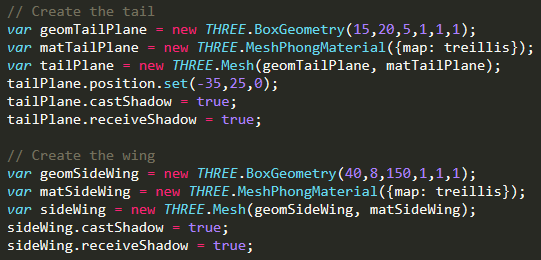 // Create the tail
var geomTailPlane = new THREE.BoxGeometry(15,20,5,1,1,1);
var matTailPlane = new THREE.MeshPhongMaterial({map: treillis});
var tailPlane = new THREE.Mesh(geomTailPlane, matTailPlane);
tailPlane.position.set(-35,25,0);
tailPlane.castShadow = true;
tailPlane.receiveShadow = true;

// Create the wing
var geomSideWing = new THREE.BoxGeometry(40,8,150,1,1,1);
var matSideWing = new THREE.MeshPhongMaterial({map: treillis});
var sideWing = new THREE.Mesh(geomSideWing, matSideWing);
sideWing.castShadow = true;
sideWing.receiveShadow = true;